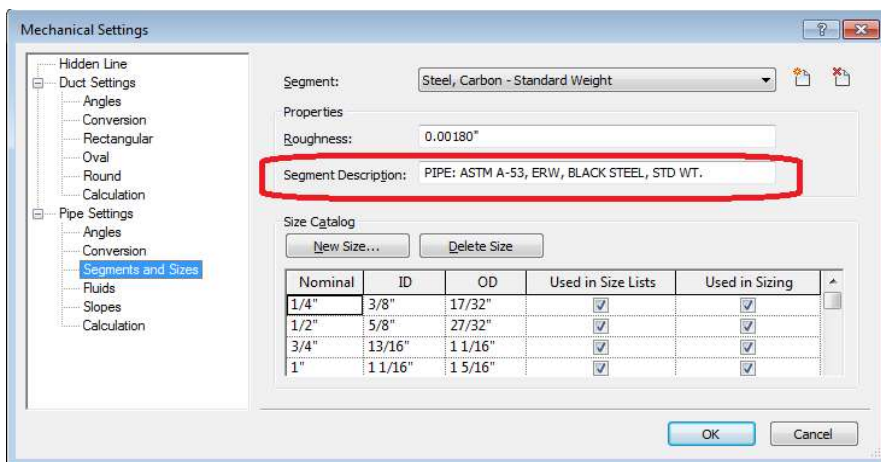 Mechanical Settings
Hidden Line
Duct Settings
Angles
Conversion
Rectangular
Oval
Round
Calculation
Pipe Settings
Angles
Conversion
Segments and Sizes
Fluids
Slopes
Calculation
Segment: Steel, Carbon - Standard Weight
Properties
Roughness: 0.00180"
Segment Description: PIPE: ASTM A-53, ERW, BLACK STEEL, STD WT.
Size Catalog
New Size... Delete Size
Nominal ID OD Used in Size Lists Used in Sizing
1/4" 3/8" 17/32"
1/2" 5/8" 27/32"
3/4" 13/16" 1 1/16"
1" 1 1/16" 1 5/16"
OK Cancel